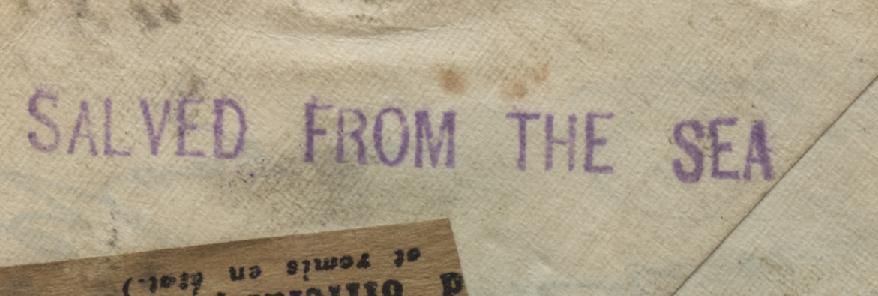 SALVED FROM THE SEA
et remis en état.)